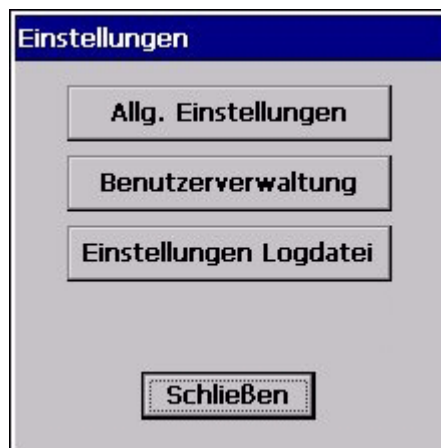 Einstellungen
Allg. Einstellungen
Benutzerverwaltung
Einstellungen Logdatei
Schließen